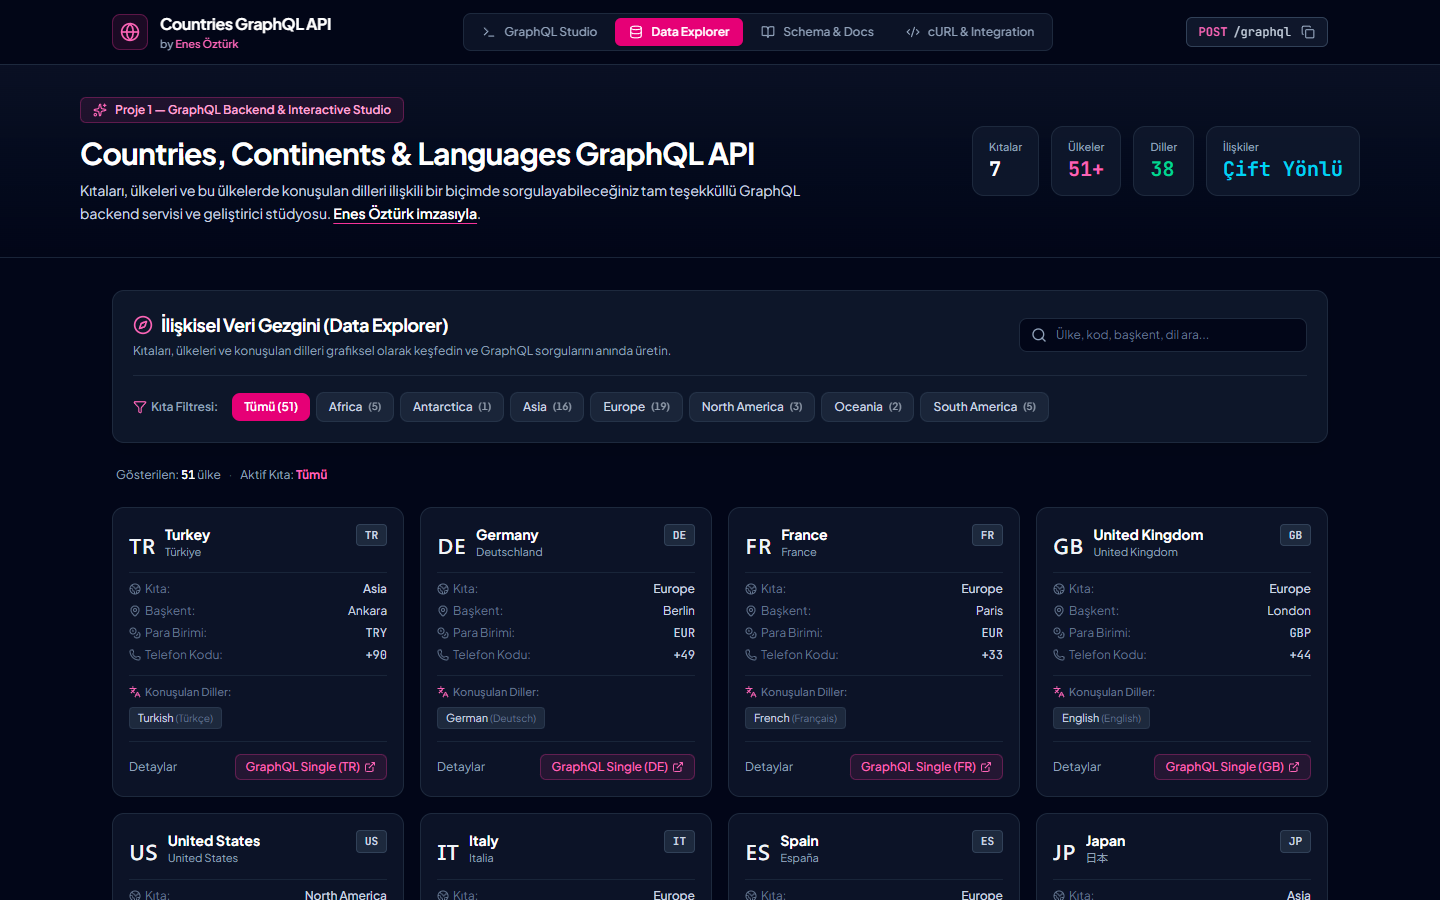 Countries GraphQL API
by Enes Öztürk
GraphQL Studio
Data Explorer
Schema & Docs
cURL & Integration
POST /graphql
Proje 1 — GraphQL Backend & Interactive Studio
Countries, Continents & Languages GraphQL API
Kıtaları, ülkeleri ve bu ülkelerde konuşulan dilleri ilişkili bir biçimde sorgulayabileceğiniz tam teşekküllü GraphQL
backend servisi ve geliştirici stüdyosu. Enes Öztürk imzasıyla.
Kıtalar
7
Ülkeler
51+
Diller
38
İlişkiler
Çift Yönlü
İlişkisel Veri Gezgini (Data Explorer)
Kıtaları, ülkeleri ve konuşulan dilleri grafiksel olarak keşfedin ve GraphQL sorgularını anında üretin.
Ülke, kod, başkent, dil ara...
Kıta Filtresi:
Tümü (51)
Africa (5)
Antarctica (1)
Asia (16)
Europe (19)
North America (3)
Oceania (2)
South America (5)
Gösterilen: 51 ülke · Aktif Kıta: Tümü
TR Turkey TR
Türkiye
Kıta: Asia
Başkent: Ankara
Para Birimi: TRY
Telefon Kodu: +90
Konuşulan Diller:
Turkish (Türkçe)
Detaylar GraphQL Single (TR)
DE Germany DE
Deutschland
Kıta: Europe
Başkent: Berlin
Para Birimi: EUR
Telefon Kodu: +49
Konuşulan Diller:
German (Deutsch)
Detaylar GraphQL Single (DE)
FR France FR
France
Kıta: Europe
Başkent: Paris
Para Birimi: EUR
Telefon Kodu: +33
Konuşulan Diller:
French (Français)
Detaylar GraphQL Single (FR)
GB United Kingdom GB
United Kingdom
Kıta: Europe
Başkent: London
Para Birimi: GBP
Telefon Kodu: +44
Konuşulan Diller:
English (English)
Detaylar GraphQL Single (GB)
US United States US
United States
Kıta: North America
IT Italy IT
Italia
Kıta: Europe
ES Spain ES
España
Kıta: Europe
JP Japan JP
日本
Kıta: Asia